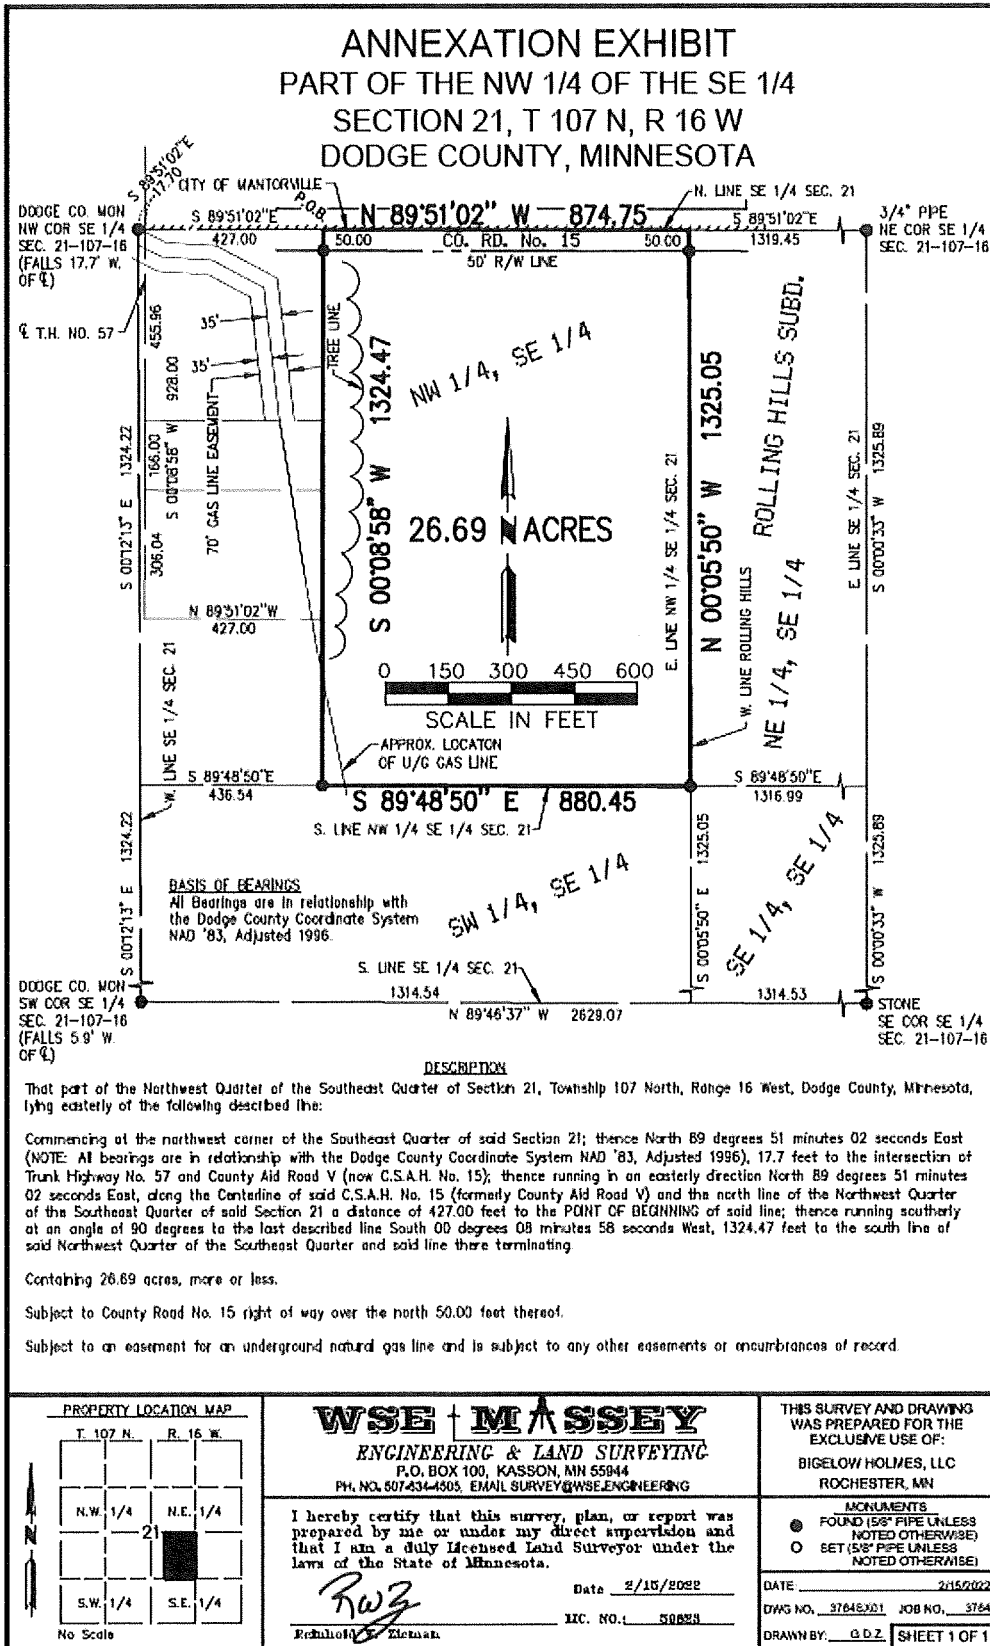 ANNEXATION EXHIBIT
PART OF THE NW 1/4 OF THE SE 1/4
SECTION 21, T 107 N, R 16 W
DODGE COUNTY, MINNESOTA
S 89°51'02"E
17.70
CITY OF MANTORVILLE
P.O.B.
N. LINE SE 1/4 SEC. 21
DODGE CO. MON
NW COR SE 1/4
SEC. 21-107-16
(FALLS 17.7' W.
OF ℄)
S 89°51'02"E
427.00
N 89°51'02" W 874.75
50.00
CO. RD. No. 15
50.00
50' R/W LINE
S 89°51'02"E
1319.45
3/4" PIPE
NE COR SE 1/4
SEC. 21-107-16
℄ T.H. NO. 57
455.96
928.00
35'
35'
TREE LINE
70' GAS LINE EASEMENT
S 00°08'58" W
166.00
306.04
S 00°12'13" E 1324.22
N 89°51'02"W
427.00
S 00°08'58" W 1324.47
NW 1/4, SE 1/4
26.69 N ACRES
E. LINE NW 1/4 SE 1/4 SEC. 21
N 00°05'50" W 1325.05
ROLLING HILLS SUBD.
W. LINE ROLLING HILLS
NE 1/4, SE 1/4
E. LINE SE 1/4 SEC. 21
S 00°00'33" W 1325.89
0 150 300 450 600
SCALE IN FEET
APPROX. LOCATON
OF U/G GAS LINE
W. LINE SE 1/4 SEC. 21
S 89°48'50"E
436.54
S 89°48'50" E 880.45
S. LINE NW 1/4 SE 1/4 SEC. 21
S 89°48'50"E
1316.99
S 00°12'13" E 1324.22
BASIS OF BEARINGS
All Bearings are in relationship with
the Dodge County Coordinate System
NAD '83, Adjusted 1996.
SW 1/4, SE 1/4
S 00°05'50" E 1325.05
SE 1/4, SE 1/4
S 00°00'33" W 1325.89
S. LINE SE 1/4 SEC. 21
1314.54
N 89°46'37" W 2629.07
1314.53
DODGE CO. MON
SW COR SE 1/4
SEC. 21-107-16
(FALLS 5.9' W.
OF ℄)
STONE
SE COR SE 1/4
SEC. 21-107-16
DESCRIPTION
That part of the Northwest Quarter of the Southeast Quarter of Section 21, Township 107 North, Range 16 West, Dodge County, Minnesota,
lying easterly of the following described line:
Commencing at the northwest corner of the Southeast Quarter of said Section 21; thence North 89 degrees 51 minutes 02 seconds East
(NOTE: All bearings are in relationship with the Dodge County Coordinate System NAD '83, Adjusted 1996), 17.7 feet to the intersection of
Trunk Highway No. 57 and County Aid Road V (now C.S.A.H. No. 15); thence running in an easterly direction North 89 degrees 51 minutes
02 seconds East, along the Centerline of said C.S.A.H. No. 15 (formerly County Aid Road V) and the north line of the Northwest Quarter
of the Southeast Quarter of said Section 21 a distance of 427.00 feet to the POINT OF BEGINNING of said line; thence running southerly
at an angle of 90 degrees to the last described line South 00 degrees 08 minutes 58 seconds West, 1324.47 feet to the south line of
said Northwest Quarter of the Southeast Quarter and said line there terminating.
Containing 26.69 acres, more or less.
Subject to County Road No. 15 right of way over the north 50.00 feet thereof.
Subject to an easement for an underground natural gas line and is subject to any other easements or encumbrances of record.
PROPERTY LOCATION MAP
T. 107 N. R. 16 W.
N
N.W. 1/4 N.E. 1/4
21
S.W. 1/4 S.E. 1/4
No Scale
WSE MASSEY
ENGINEERING & LAND SURVEYING
P.O. BOX 100, KASSON, MN 55944
PH. NO. 507-634-4505, EMAIL SURVEY@WSE.ENGINEERING
I hereby certify that this survey, plan, or report was
prepared by me or under my direct supervision and
that I am a duly Licensed Land Surveyor under the
laws of the State of Minnesota.
Date 2/15/2022
LIC. NO.:
THIS SURVEY AND DRAWING
WAS PREPARED FOR THE
EXCLUSIVE USE OF:
BIGELOW HOLMES, LLC
ROCHESTER, MN
MONUMENTS
FOUND (5/8" PIPE UNLESS
NOTED OTHERWISE)
SET (5/8" PIPE UNLESS
NOTED OTHERWISE)
DATE 2/15/2022
DWG NO. JOB NO. 3764
DRAWN BY: G.D.Z. SHEET 1 OF 1